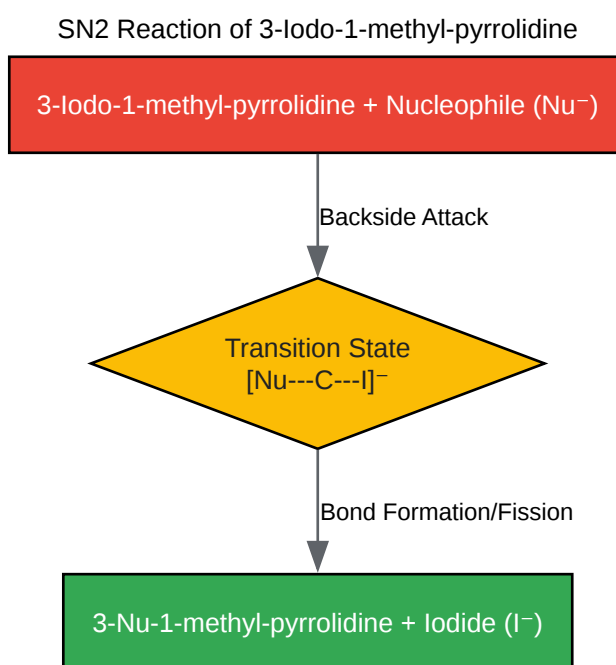 SN2 Reaction of 3-Iodo-1-methyl-pyrrolidine
3-Iodo-1-methyl-pyrrolidine + Nucleophile (Nu⁻)
Backside Attack
Transition State
[Nu---C---I]⁻
Bond Formation/Fission
3-Nu-1-methyl-pyrrolidine + Iodide (I⁻)